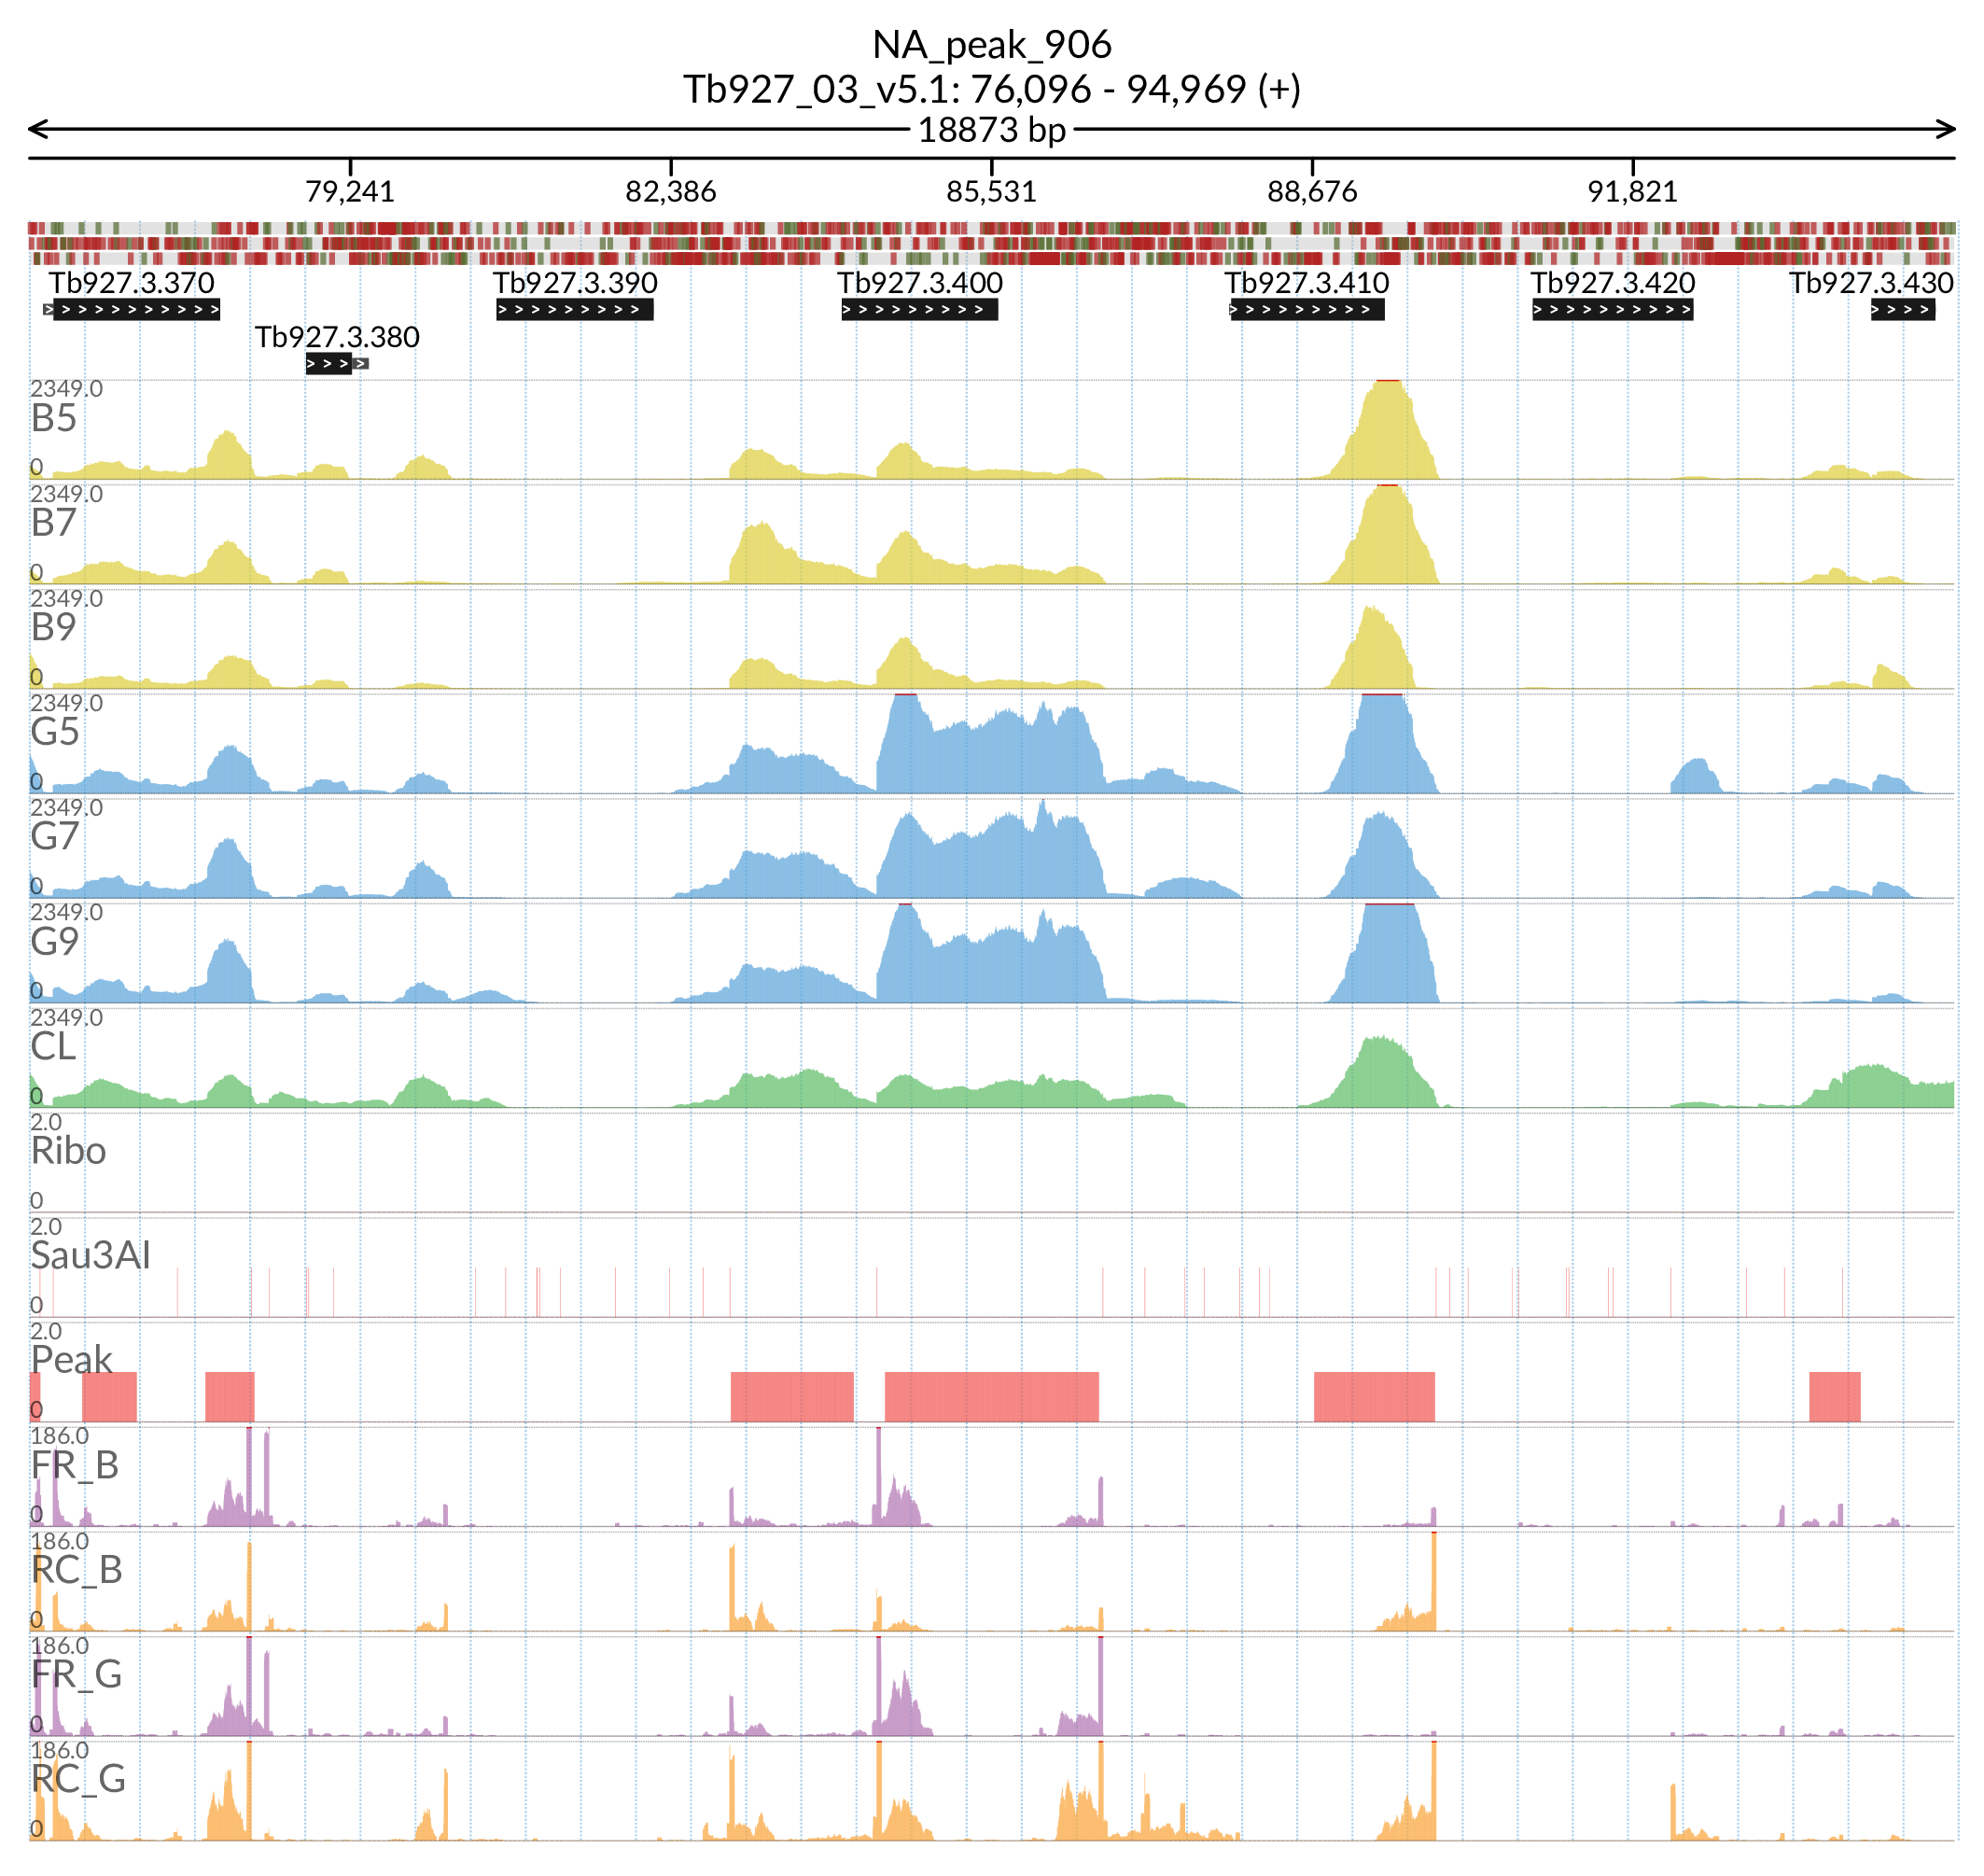 NA_peak_906
Tb927_03_v5.1: 76,096 - 94,969 (+)
18873 bp
79,241 82,386 85,531 88,676 91,821
Tb927.3.370 Tb927.3.390 Tb927.3.400 Tb927.3.410 Tb927.3.420 Tb927.3.430
Tb927.3.380
2349.0
B5
0
2349.0
B7
0
2349.0
B9
0
2349.0
G5
0
2349.0
G7
0
2349.0
G9
0
2349.0
CL
0
2.0
Ribo
0
2.0
Sau3AI
0
2.0
Peak
0
186.0
FR_B
0
186.0
RC_B
0
186.0
FR_G
0
186.0
RC_G
0